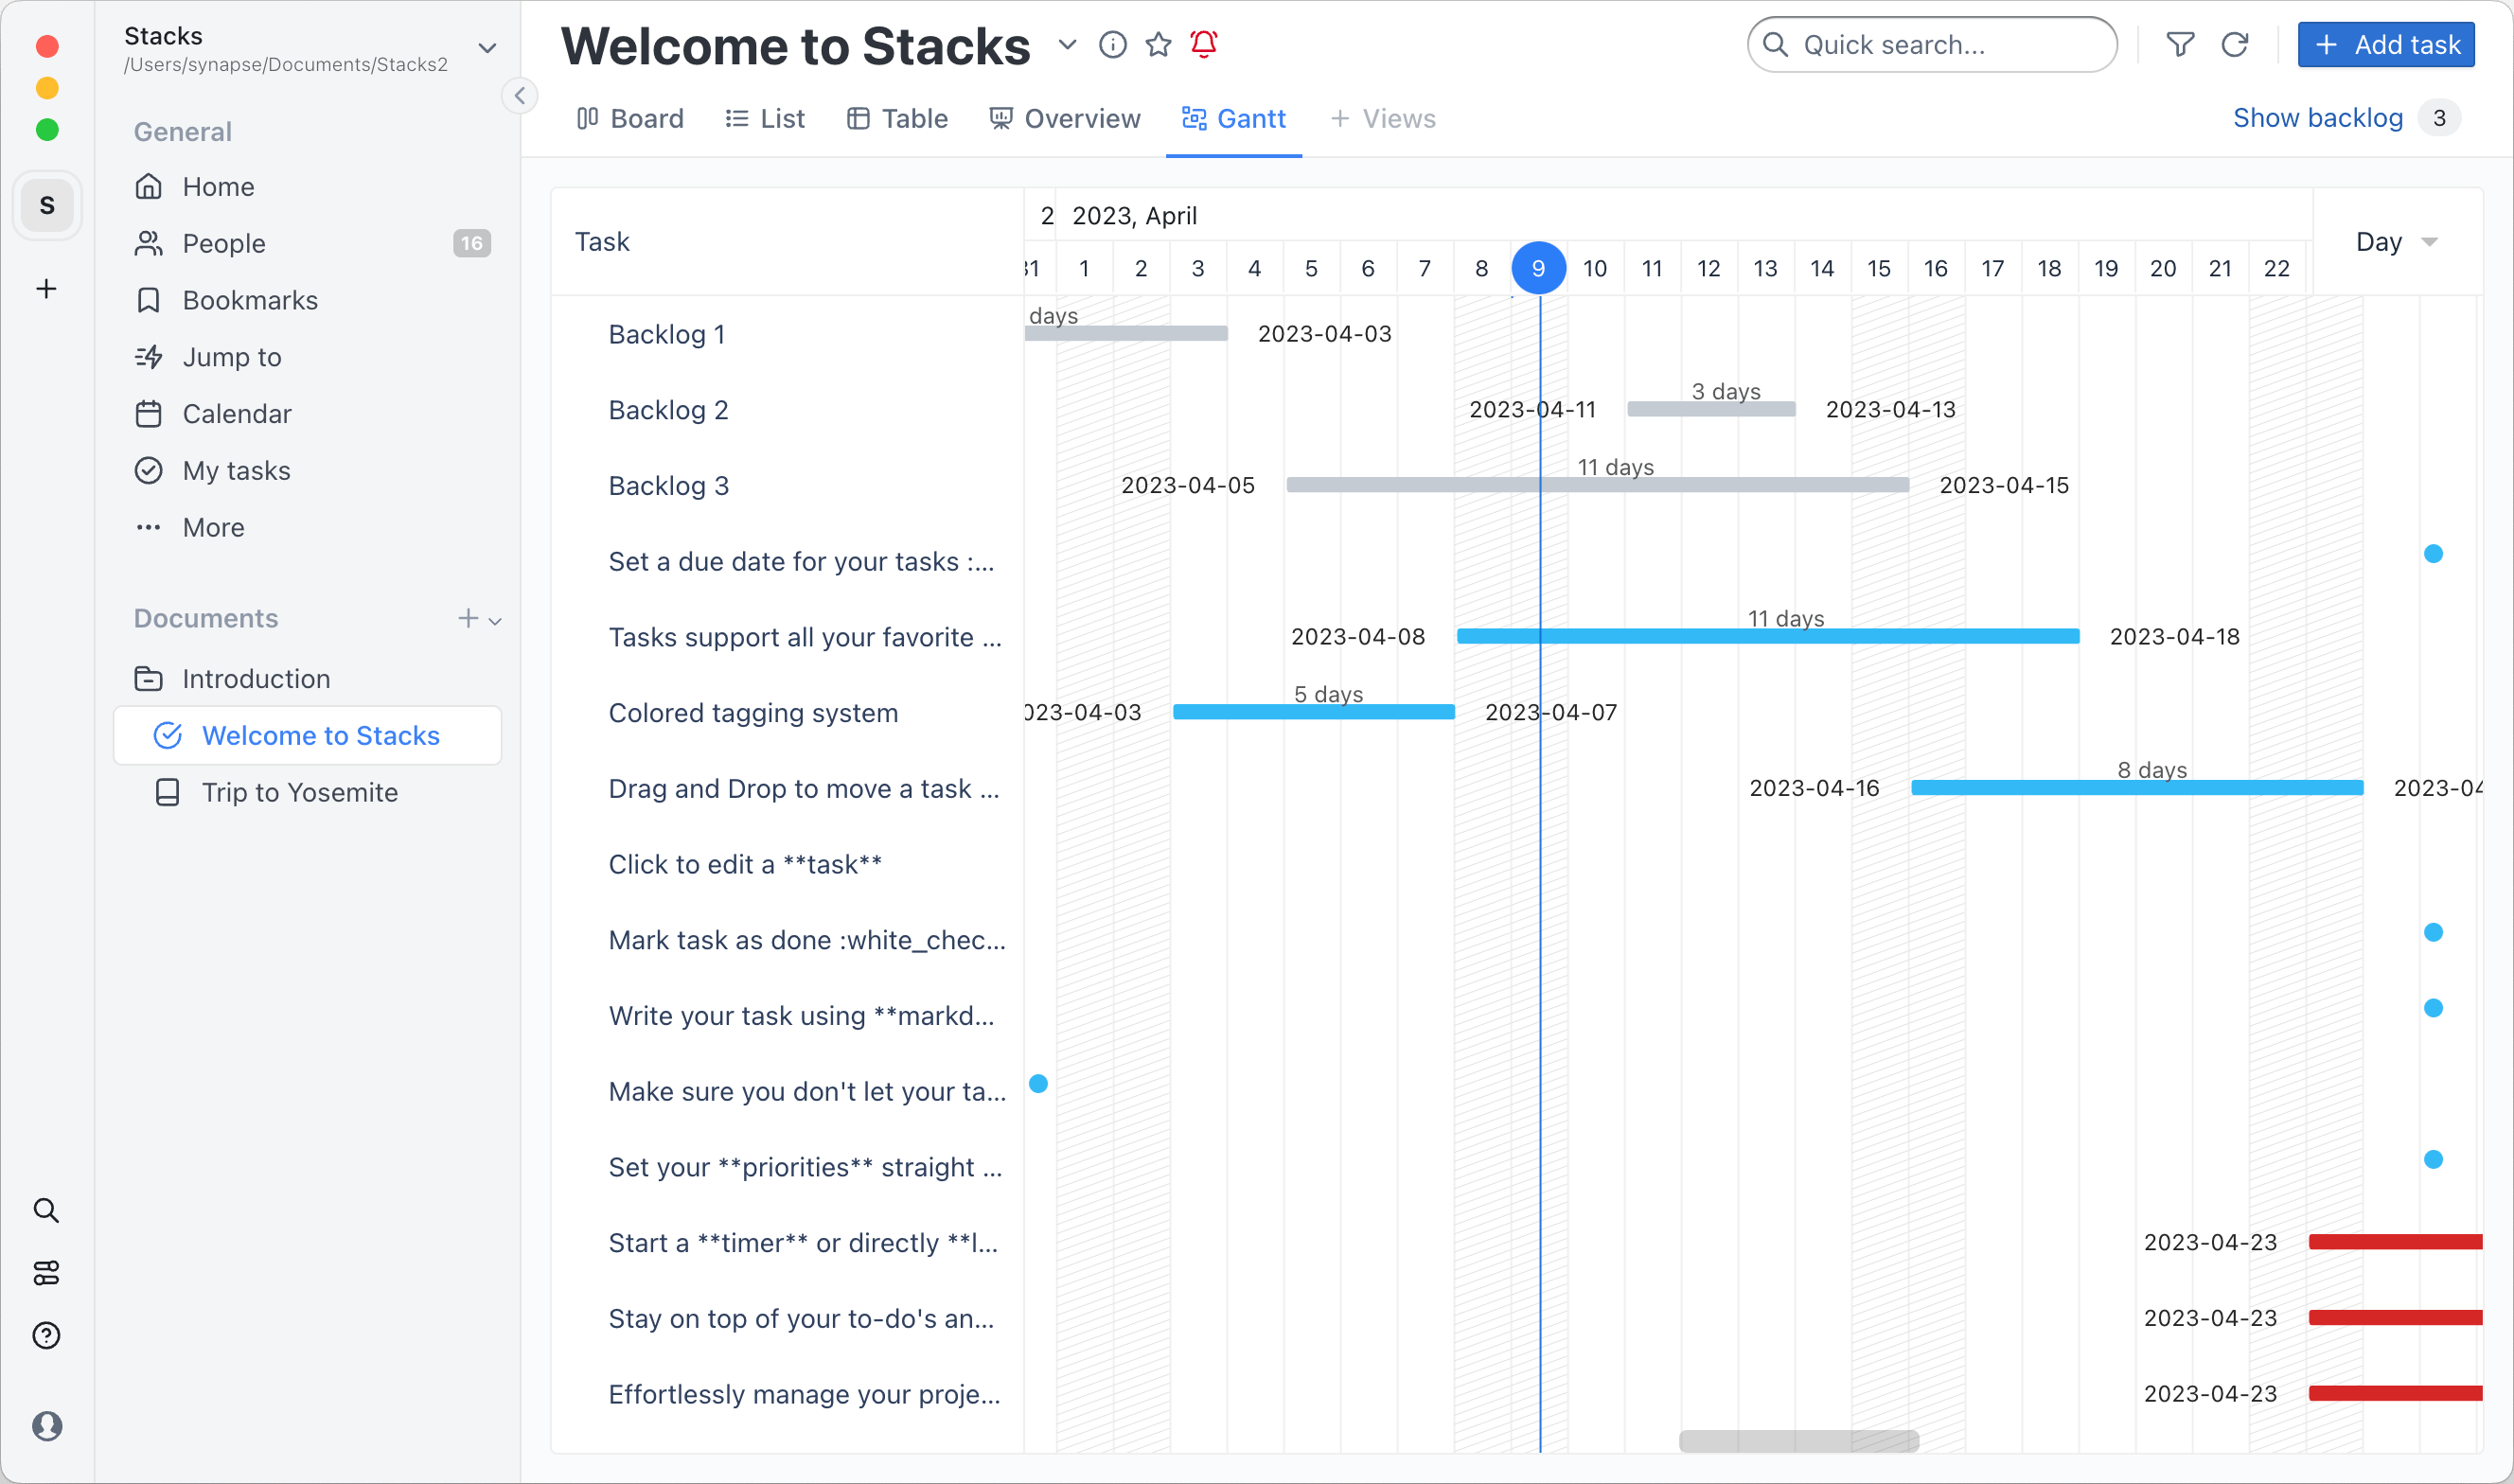 Stacks
/Users/synapse/Documents/Stacks2
S
General
Home
People 16
Bookmarks
Jump to
Calendar
My tasks
More
Documents
Introduction
Welcome to Stacks
Trip to Yosemite
Welcome to Stacks
Quick search...
Add task
Board List Table Overview Gantt + Views
Show backlog 3
Task
2 2023, April
Day
31 1 2 3 4 5 6 7 8 9 10 11 12 13 14 15 16 17 18 19 20 21 22
Backlog 1 days 2023-04-03
Backlog 2 2023-04-11 3 days 2023-04-13
Backlog 3 2023-04-05 11 days 2023-04-15
Set a due date for your tasks :...
Tasks support all your favorite ... 2023-04-08 11 days 2023-04-18
Colored tagging system 023-04-03 5 days 2023-04-07
Drag and Drop to move a task ... 2023-04-16 8 days 2023-04
Click to edit a **task**
Mark task as done :white_chec...
Write your task using **markd...
Make sure you don't let your ta...
Set your **priorities** straight ...
Start a **timer** or directly **l... 2023-04-23
Stay on top of your to-do's an... 2023-04-23
Effortlessly manage your proje... 2023-04-23